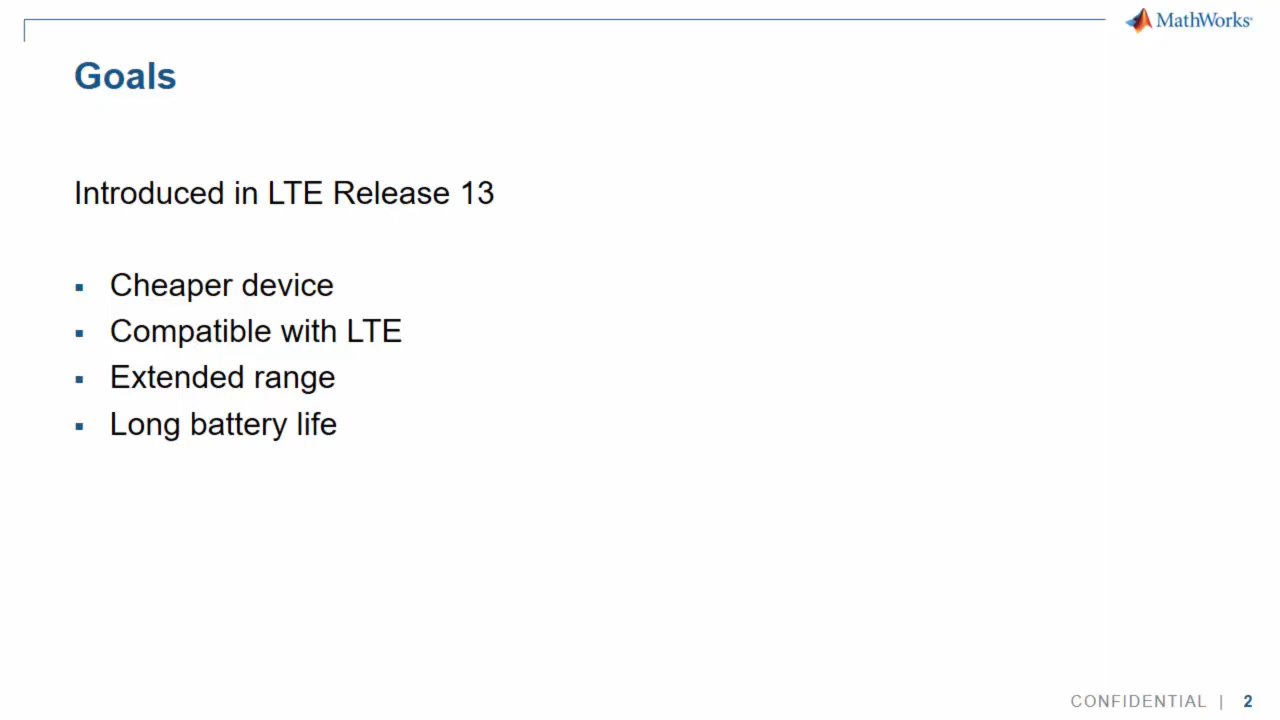 MathWorks
Goals
Introduced in LTE Release 13
▪ Cheaper device
▪ Compatible with LTE
▪ Extended range
▪ Long battery life
CONFIDENTIAL | 2